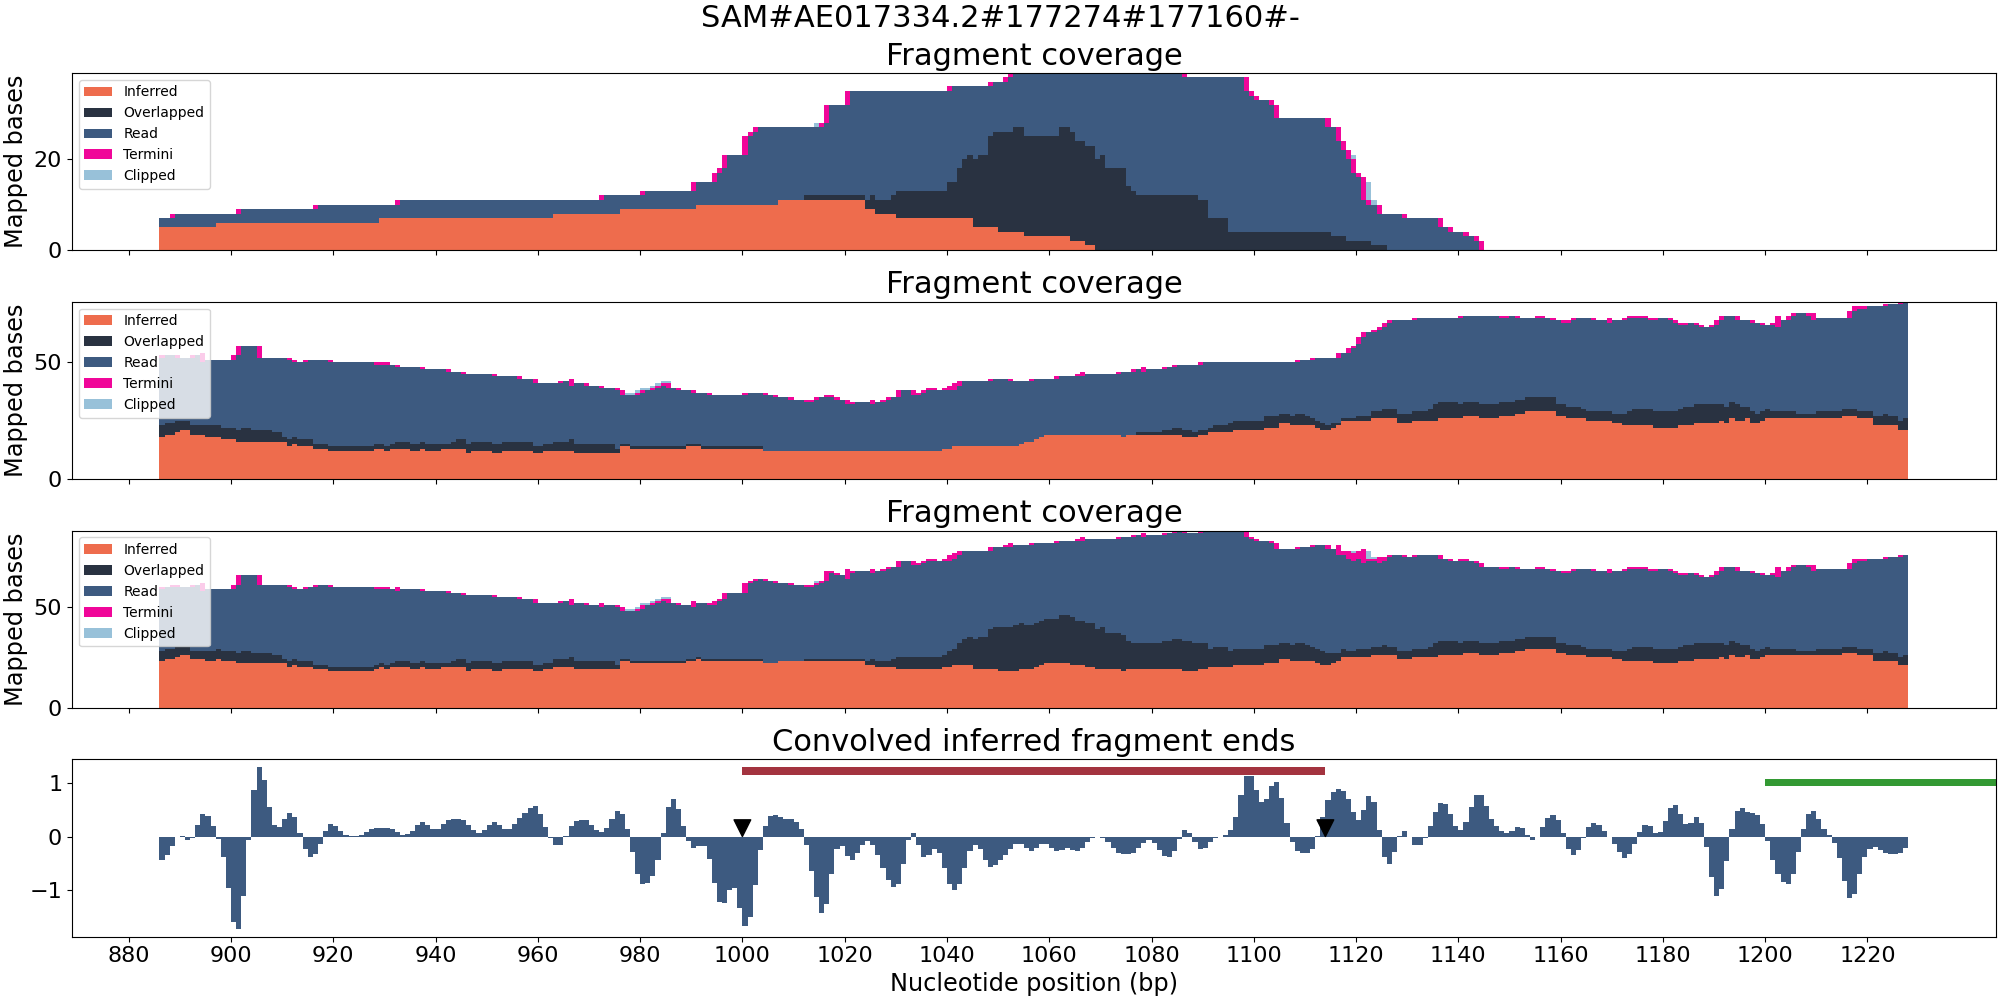 SAM#AE017334.2#177274#177160#-
Fragment coverage
Mapped bases
0
20
Inferred
Overlapped
Read
Termini
Clipped
Fragment coverage
Mapped bases
0
50
Inferred
Overlapped
Read
Termini
Clipped
Fragment coverage
Mapped bases
0
50
Inferred
Overlapped
Read
Termini
Clipped
Convolved inferred fragment ends
1
0
−1
880 900 920 940 960 980 1000 1020 1040 1060 1080 1100 1120 1140 1160 1180 1200 1220
Nucleotide position (bp)